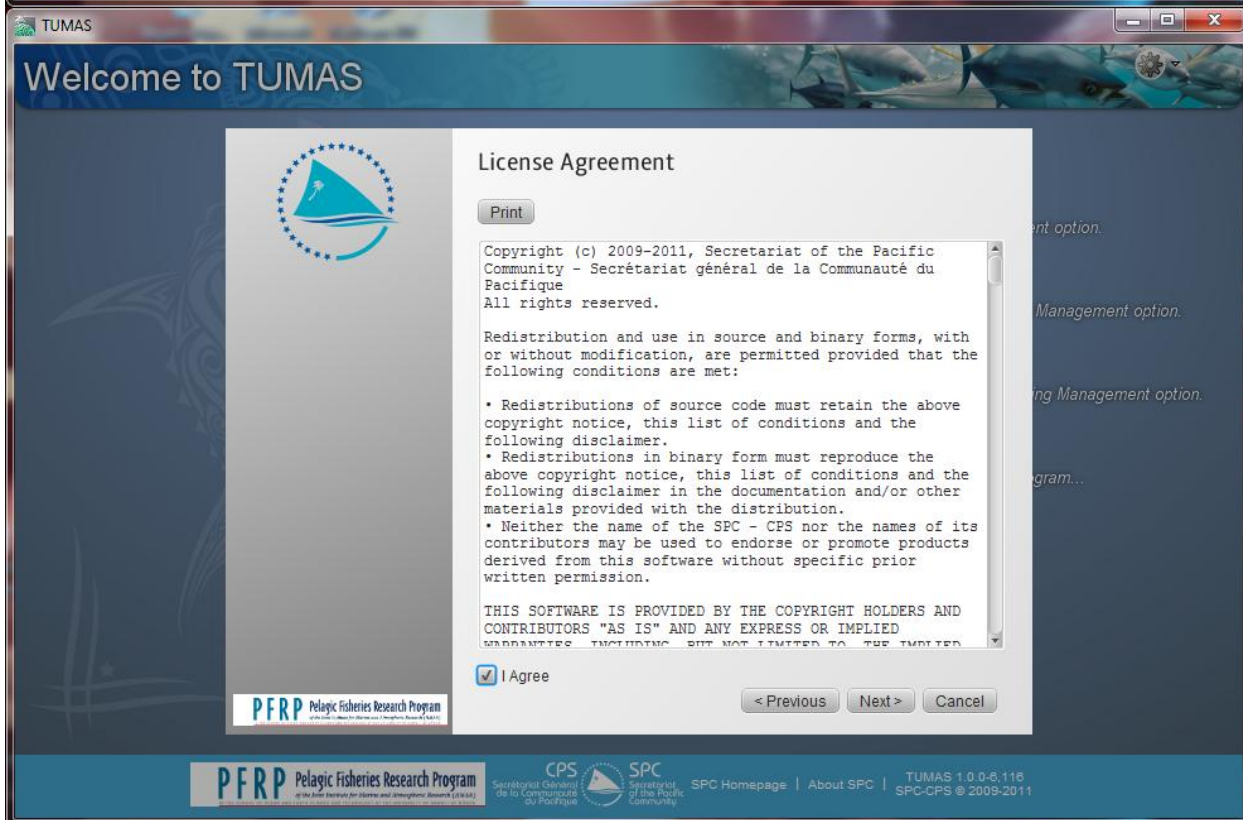 TUMAS
Welcome to TUMAS
License Agreement
Print
Copyright (c) 2009-2011, Secretariat of the Pacific
Community - Secrétariat général de la Communauté du
Pacifique
All rights reserved.
Redistribution and use in source and binary forms, with
or without modification, are permitted provided that the
following conditions are met:
• Redistributions of source code must retain the above
copyright notice, this list of conditions and the
following disclaimer.
• Redistributions in binary form must reproduce the
above copyright notice, this list of conditions and the
following disclaimer in the documentation and/or other
materials provided with the distribution.
• Neither the name of the SPC - CPS nor the names of its
contributors may be used to endorse or promote products
derived from this software without specific prior
written permission.
THIS SOFTWARE IS PROVIDED BY THE COPYRIGHT HOLDERS AND
CONTRIBUTORS "AS IS" AND ANY EXPRESS OR IMPLIED
WARRANTIES, INCLUDING, BUT NOT LIMITED TO, THE IMPLIED
I Agree
< Previous Next > Cancel
ent option.
Management option.
ing Management option.
gram...
PFRP Pelagic Fisheries Research Program
PFRP Pelagic Fisheries Research Program
CPS
Secrétariat Général
de la Communauté
du Pacifique
SPC
Secretariat
of the Pacific
Community
SPC Homepage | About SPC |
TUMAS 1.0.0-6,116
SPC-CPS © 2009-2011